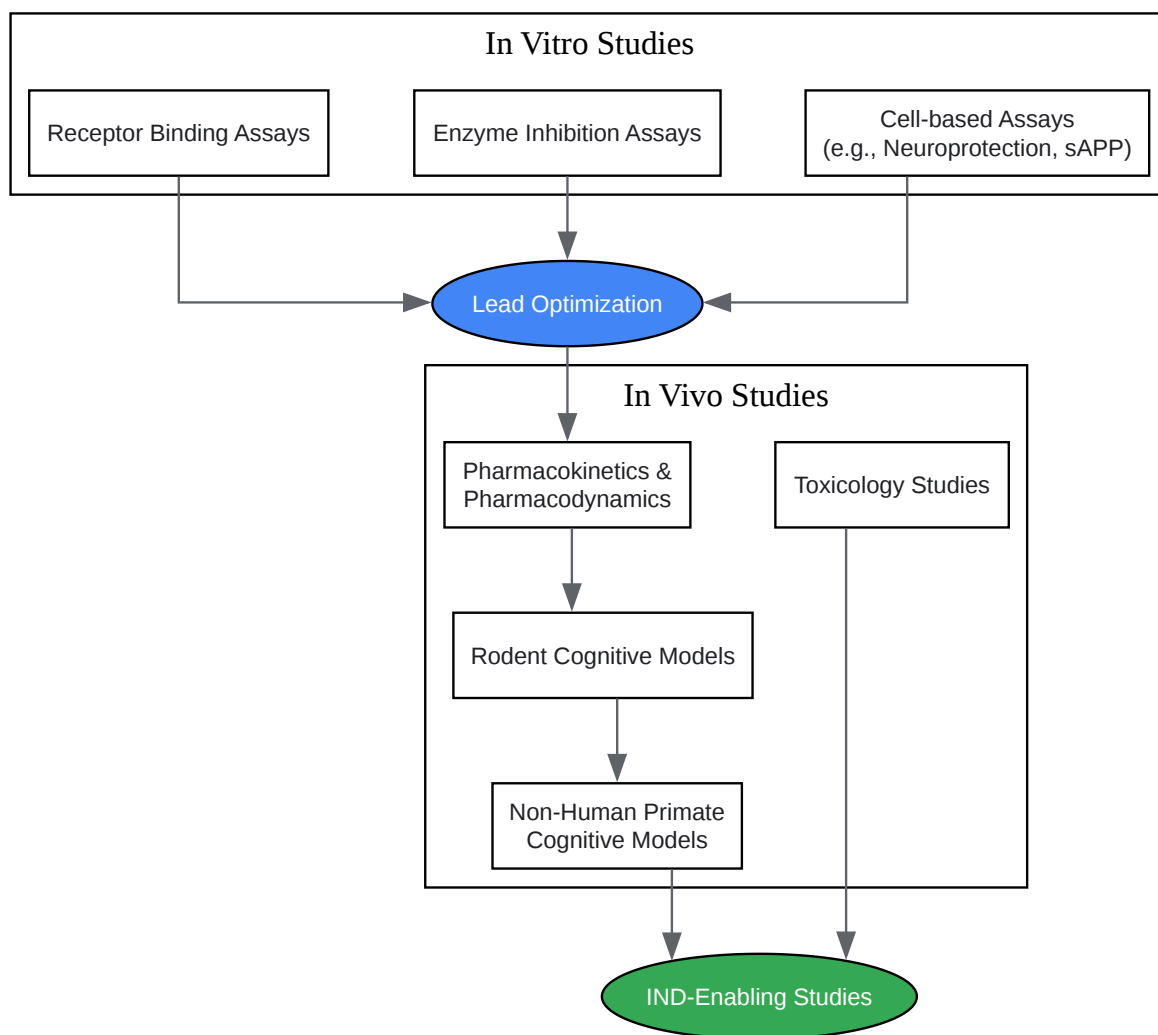 In Vitro Studies
Receptor Binding Assays
Enzyme Inhibition Assays
Cell-based Assays
(e.g., Neuroprotection, sAPP)
Lead Optimization
In Vivo Studies
Pharmacokinetics &
Pharmacodynamics
Toxicology Studies
Rodent Cognitive Models
Non-Human Primate
Cognitive Models
IND-Enabling Studies